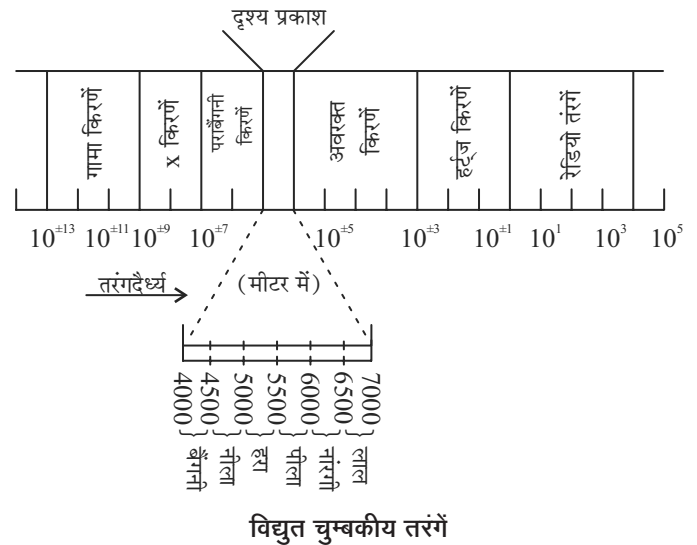 दृश्य प्रकाश
गामा किरणें
x किरणें
पराबैंगनी
किरणें
अवरक्त
किरणें
हर्ट्ज किरणें
रेडियो तरंगें
10±13 10±11 10±9 10±7 10±5 10±3 10±1 10¹ 10³ 10⁵
तरंगदैर्ध्य (मीटर में)
4000 4500 5000 5500 6000 6500 7000
बैंगनी नीला हरा पीला नांरगी लाल
विद्युत चुम्बकीय तरंगें